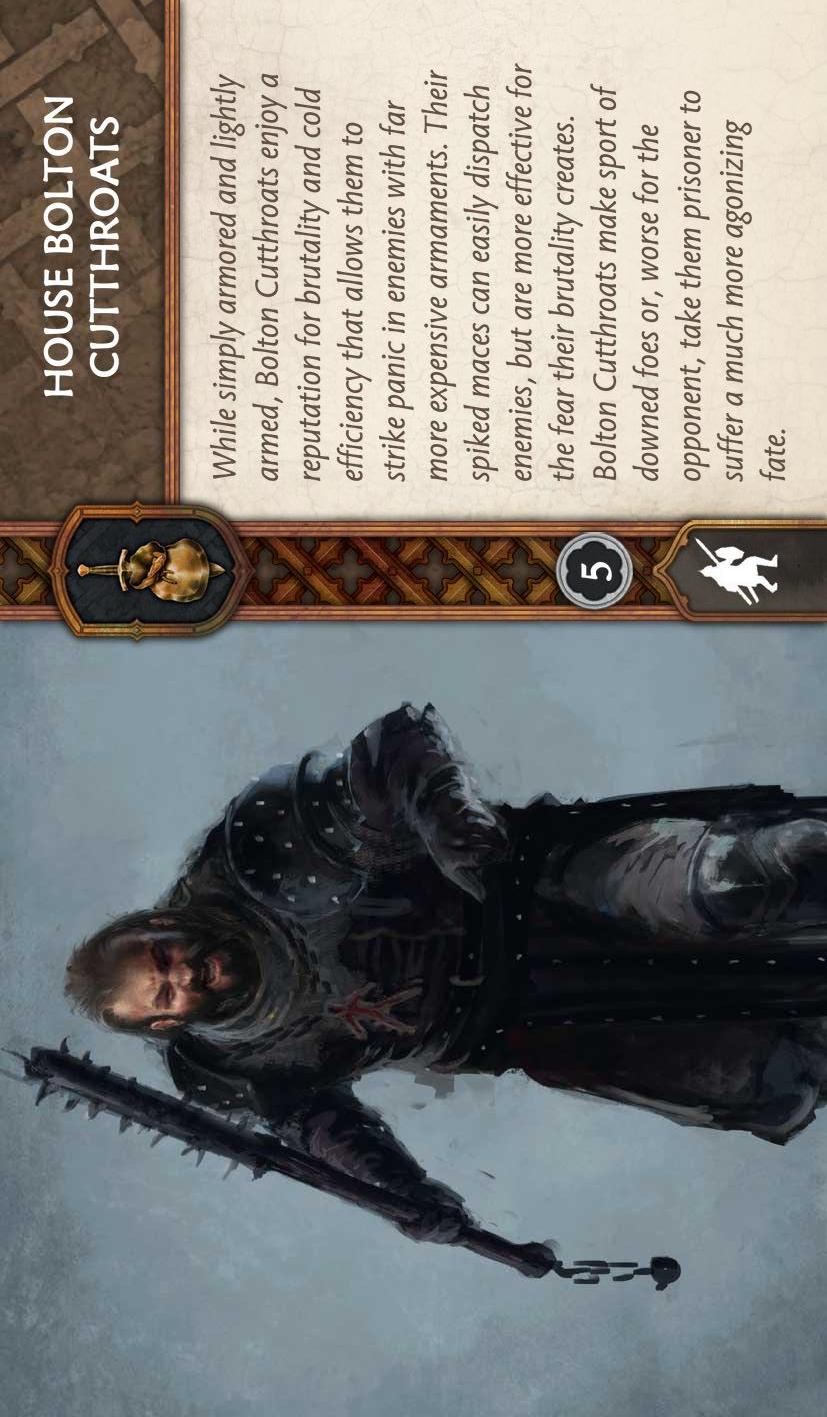 HOUSE BOLTON
CUTTHROATS
While simply armored and lightly
armed, Bolton Cutthroats enjoy a
reputation for brutality and cold
efficiency that allows them to
strike panic in enemies with far
more expensive armaments. Their
spiked maces can easily dispatch
enemies, but are more effective for
the fear their brutality creates.
Bolton Cutthroats make sport of
downed foes or, worse for the
opponent, take them prisoner to
suffer a much more agonizing
fate.
5